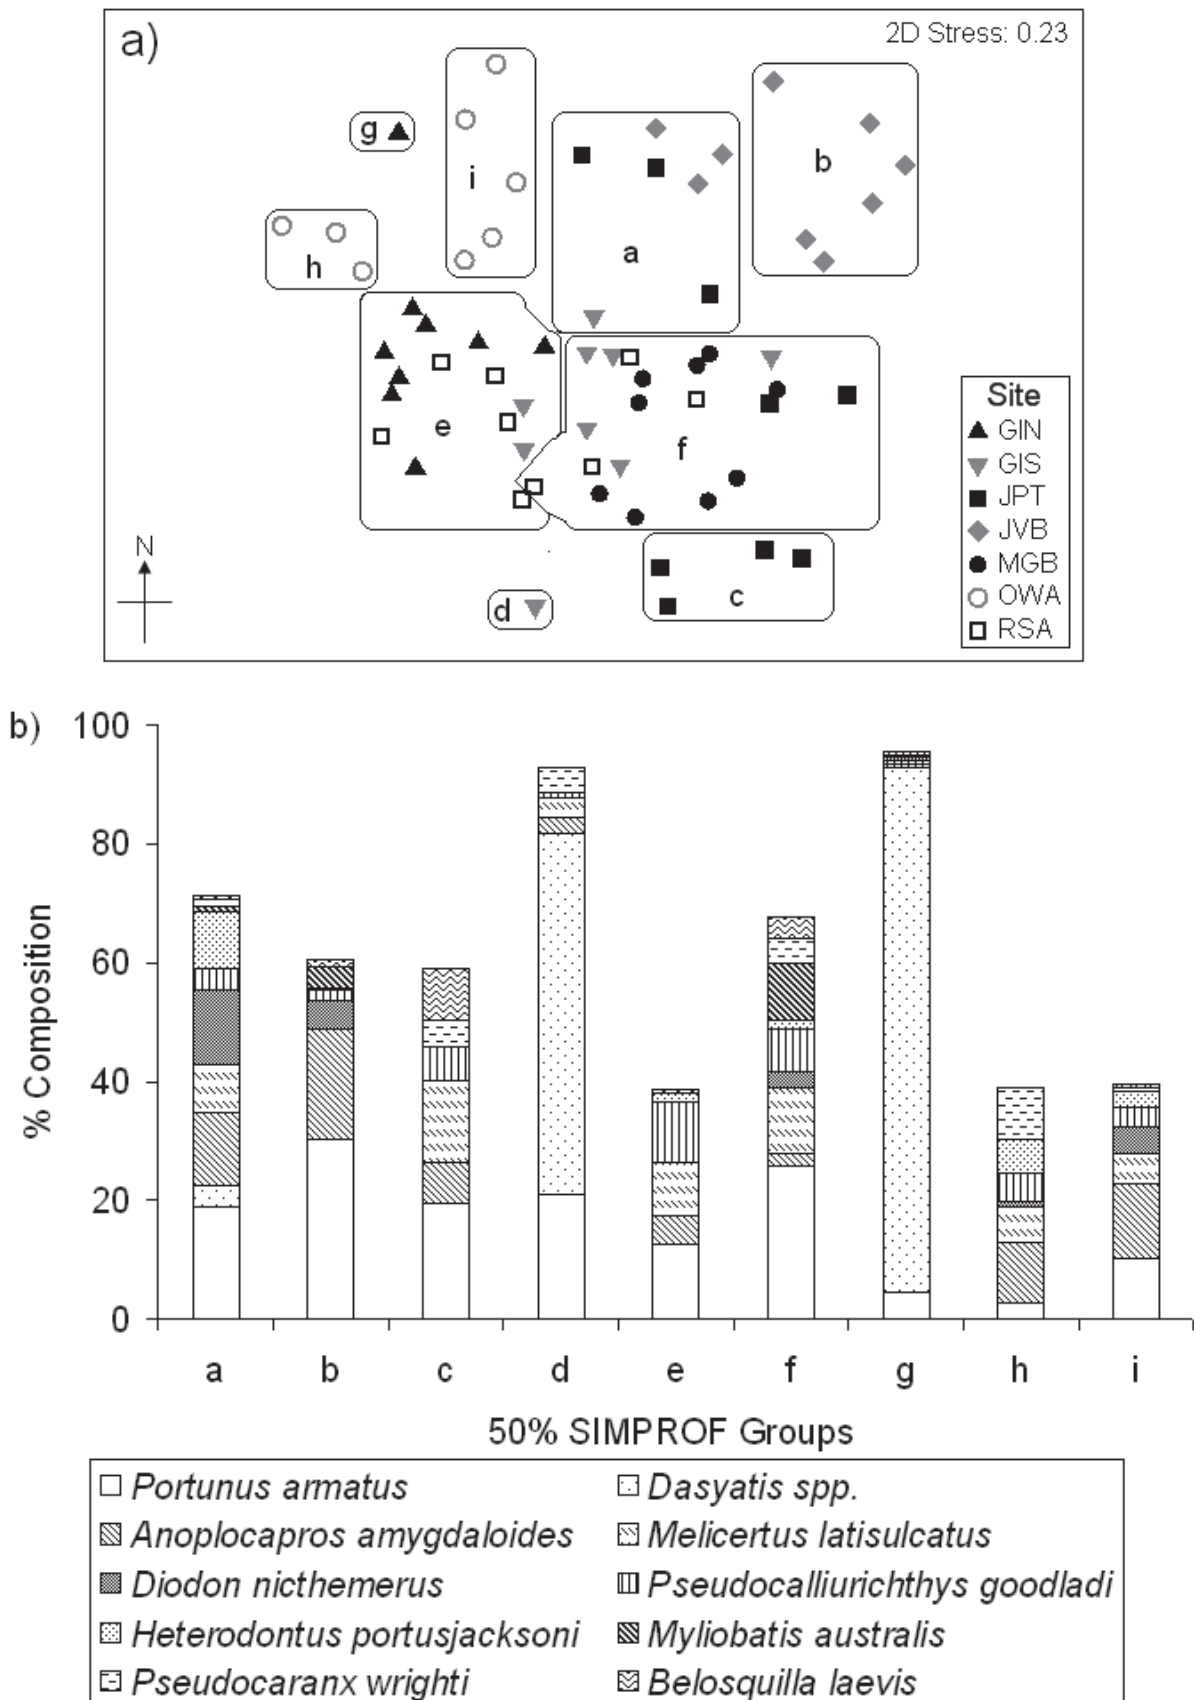 a)
2D Stress: 0.23
g
i
b
a
h
e
f
N
d
c
Site
GIN
GIS
JPT
JVB
MGB
OWA
RSA
b)
100
80
60
40
20
0
% Composition
a b c d e f g h i
50% SIMPROF Groups
Portunus armatus
Dasyatis spp.
Anoplocapros amygdaloides
Melicertus latisulcatus
Diodon nicthemerus
Pseudocalliurichthys goodladi
Heterodontus portusjacksoni
Myliobatis australis
Pseudocaranx wrighti
Belosquilla laevis